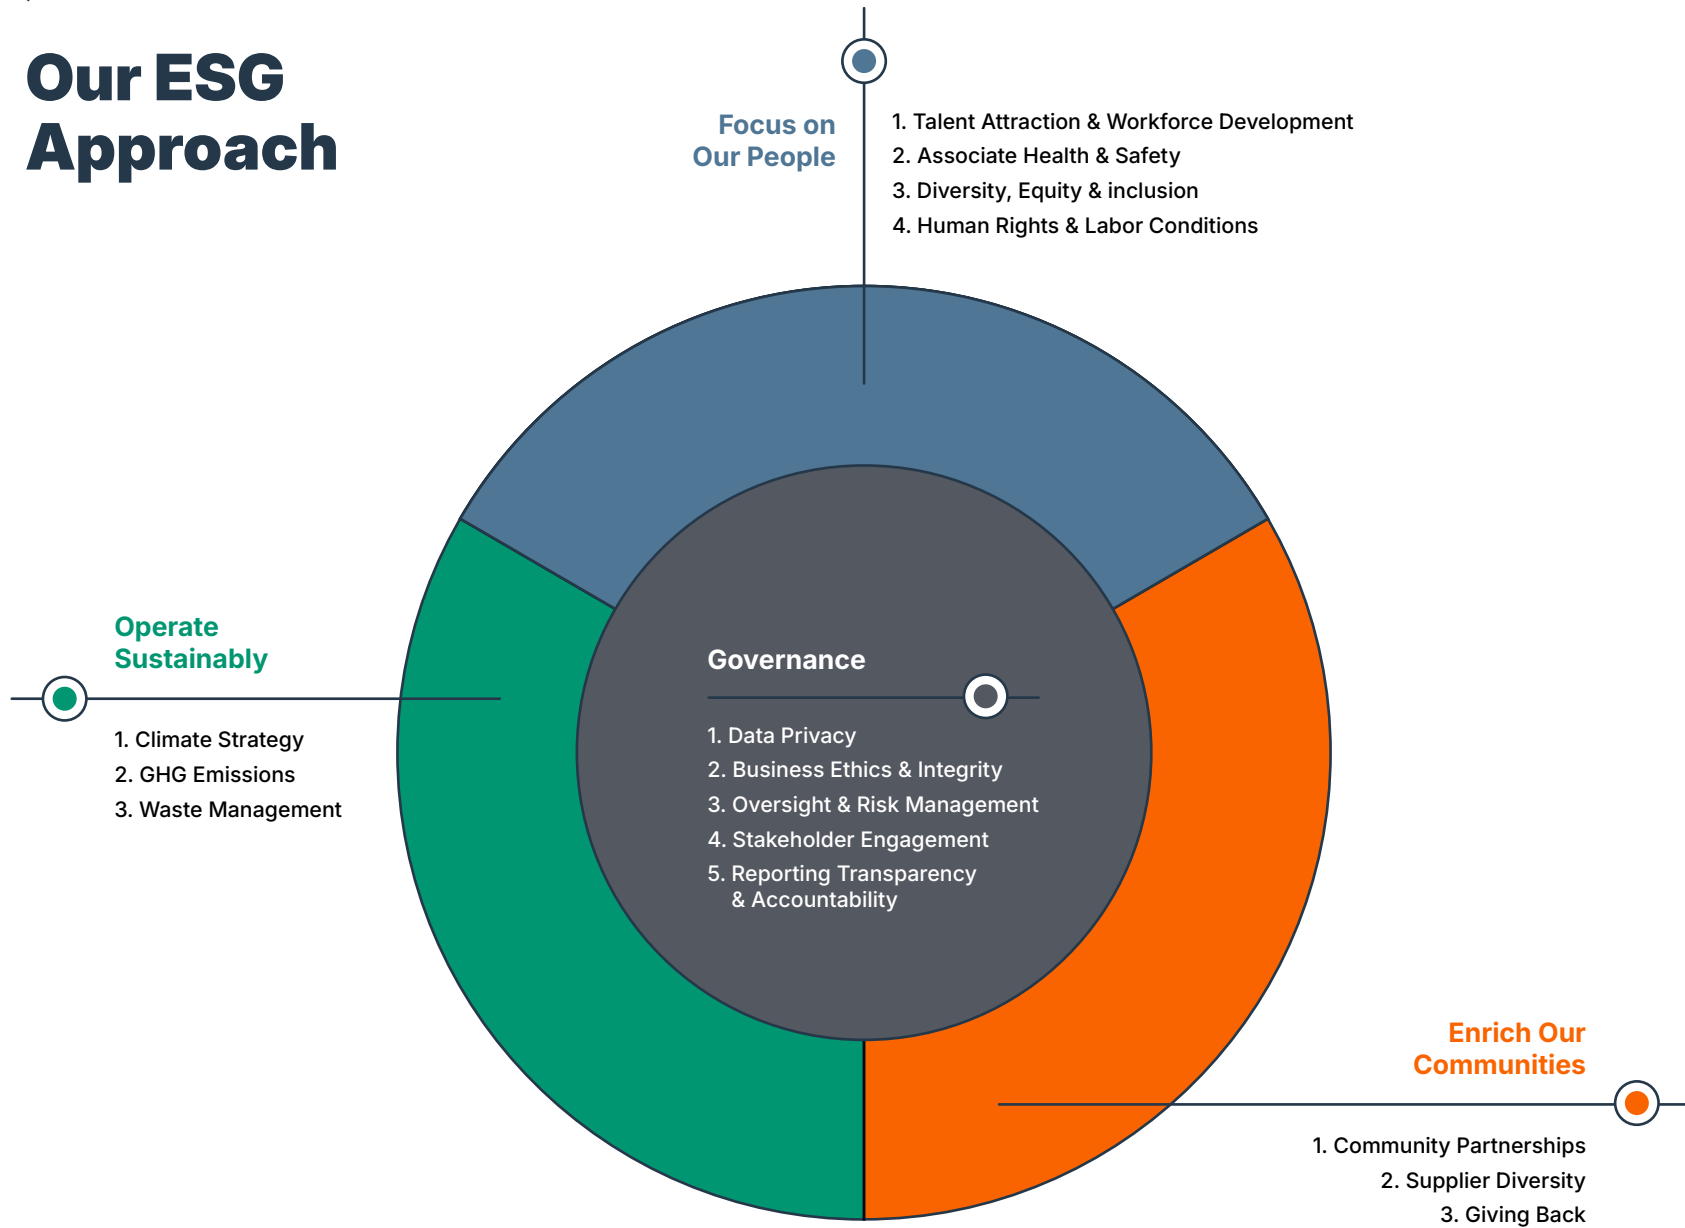 Our ESG
Approach
Focus on
Our People
1. Talent Attraction & Workforce Development
2. Associate Health & Safety
3. Diversity, Equity & inclusion
4. Human Rights & Labor Conditions
Operate
Sustainably
1. Climate Strategy
2. GHG Emissions
3. Waste Management
Governance
1. Data Privacy
2. Business Ethics & Integrity
3. Oversight & Risk Management
4. Stakeholder Engagement
5. Reporting Transparency
& Accountability
Enrich Our
Communities
1. Community Partnerships
2. Supplier Diversity
3. Giving Back